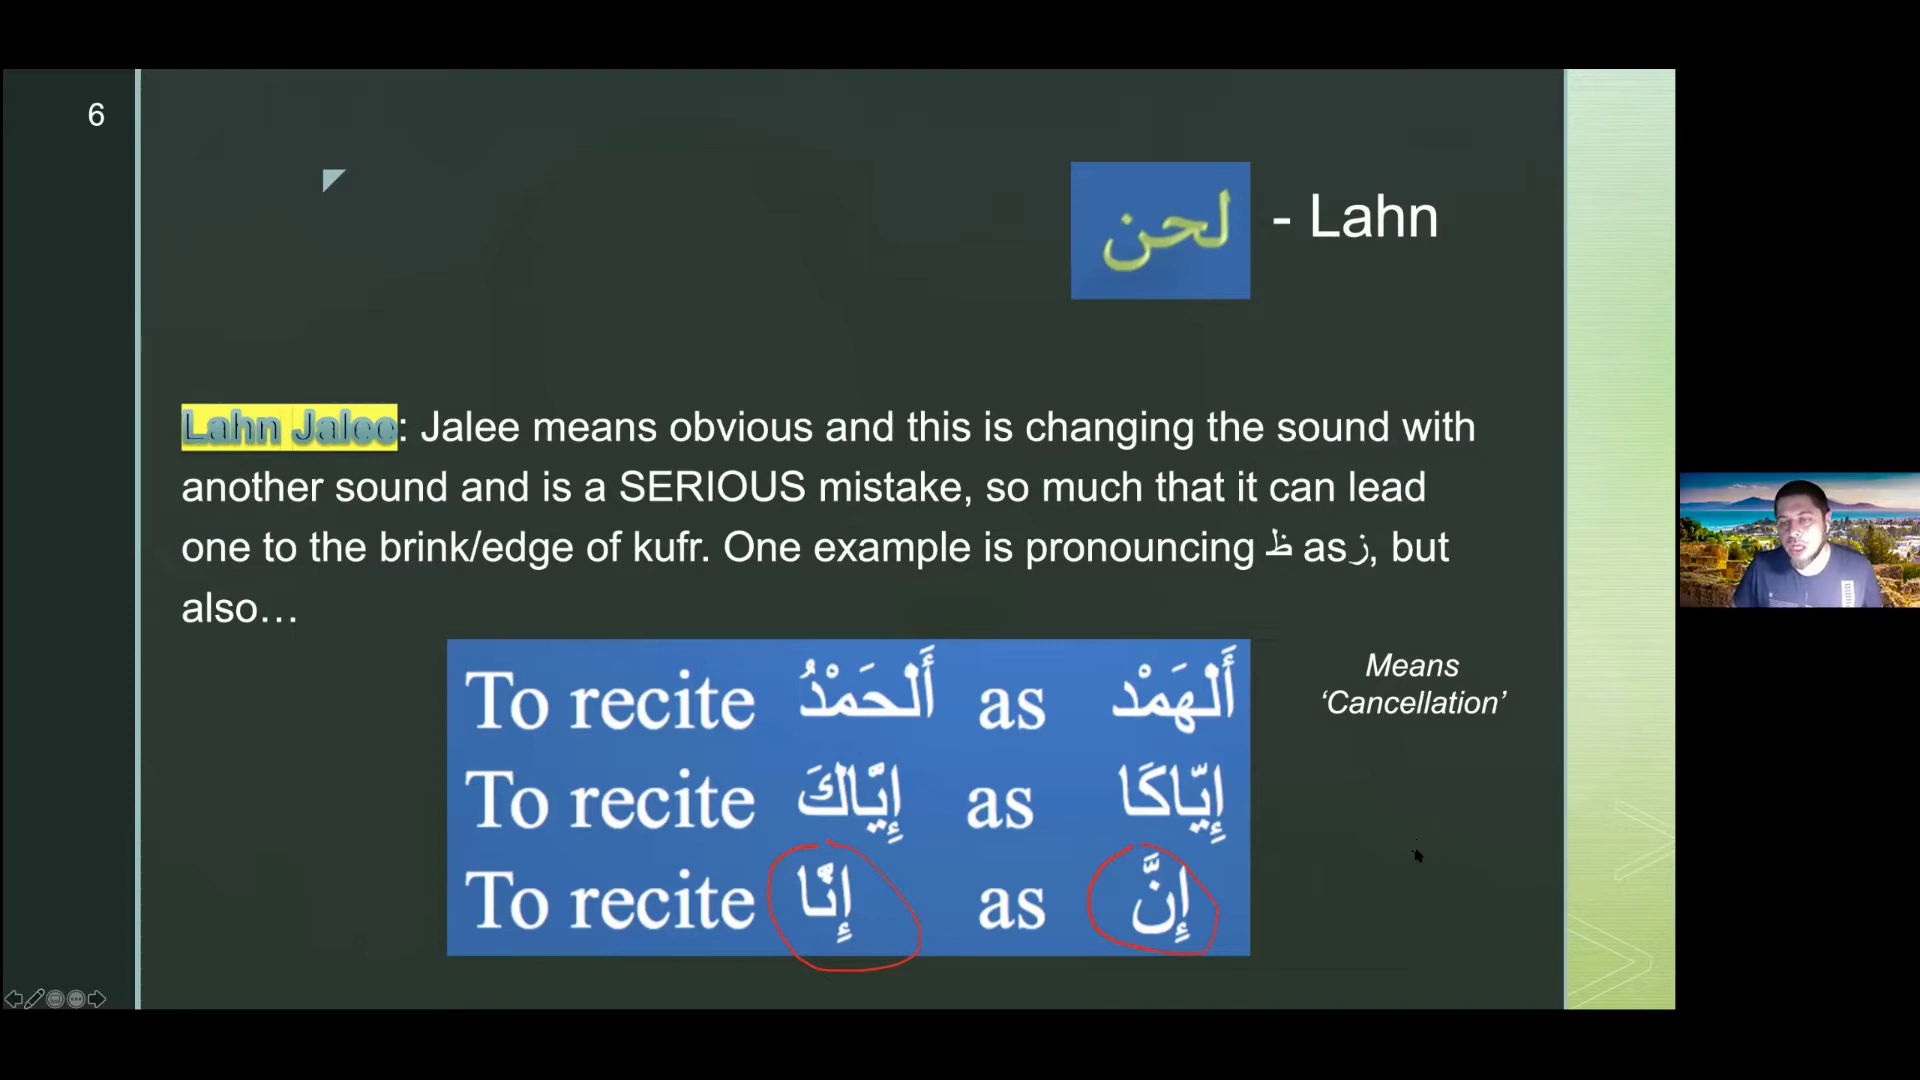 6
لحن - Lahn
Lahn Jalee: Jalee means obvious and this is changing the sound with
another sound and is a SERIOUS mistake, so much that it can lead
one to the brink/edge of kufr. One example is pronouncing ظ as ز, but
also…
To recite أَلْحَمْدُ as أَلْهَمْد
Means
‘Cancellation’
To recite إِيَّاكَ as إِيَّاكَا
To recite إِنَّا as إِنَّ